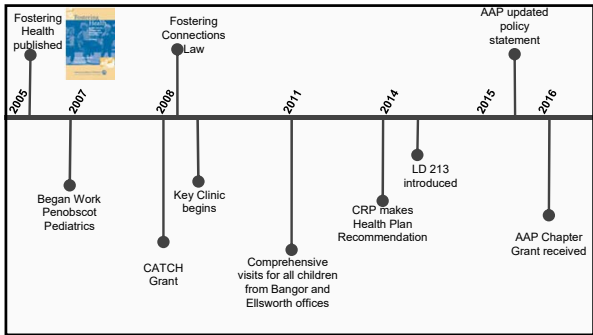 Fostering
Health
published
Fostering
Health
Fostering
Connections
Law
AAP updated
policy
statement
2005
2007
2008
2011
2014
2015
2016
Began Work
Penobscot
Pediatrics
CATCH
Grant
Key Clinic
begins
Comprehensive
visits for all children
from Bangor and
Ellsworth offices
CRP makes
Health Plan
Recommendation
LD 213
introduced
AAP Chapter
Grant received